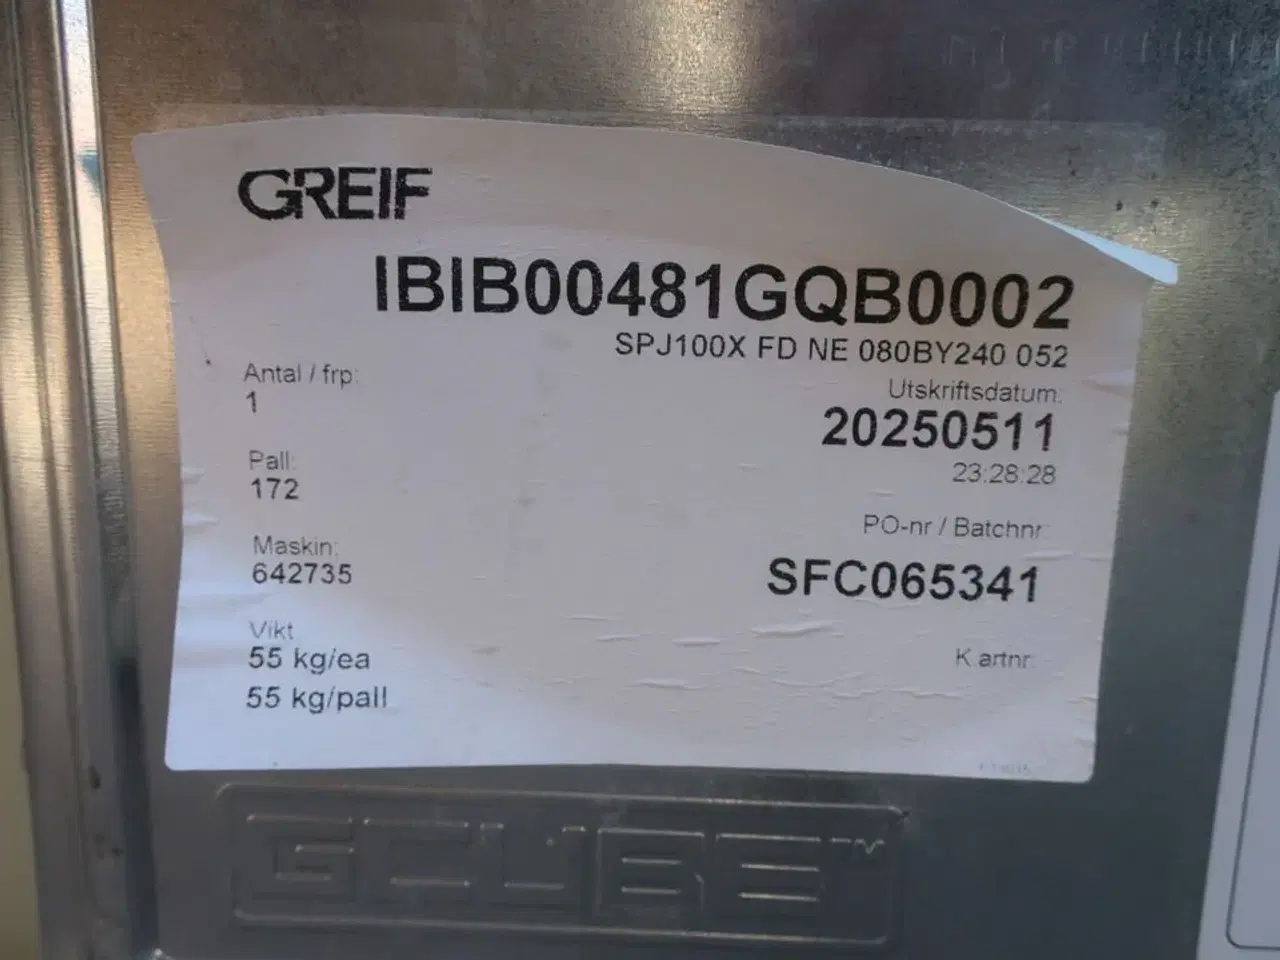 GREIF
IBIB00481GQB0002
SPJ100X FD NE 080BY240 052
Antal / frp:
1
Utskriftsdatum:
20250511
23:28:28
Pall:
172
PO-nr / Batchnr:
SFC065341
Maskin:
642735
Vikt
55 kg/ea
55 kg/pall
K artnr:
GCUBE™